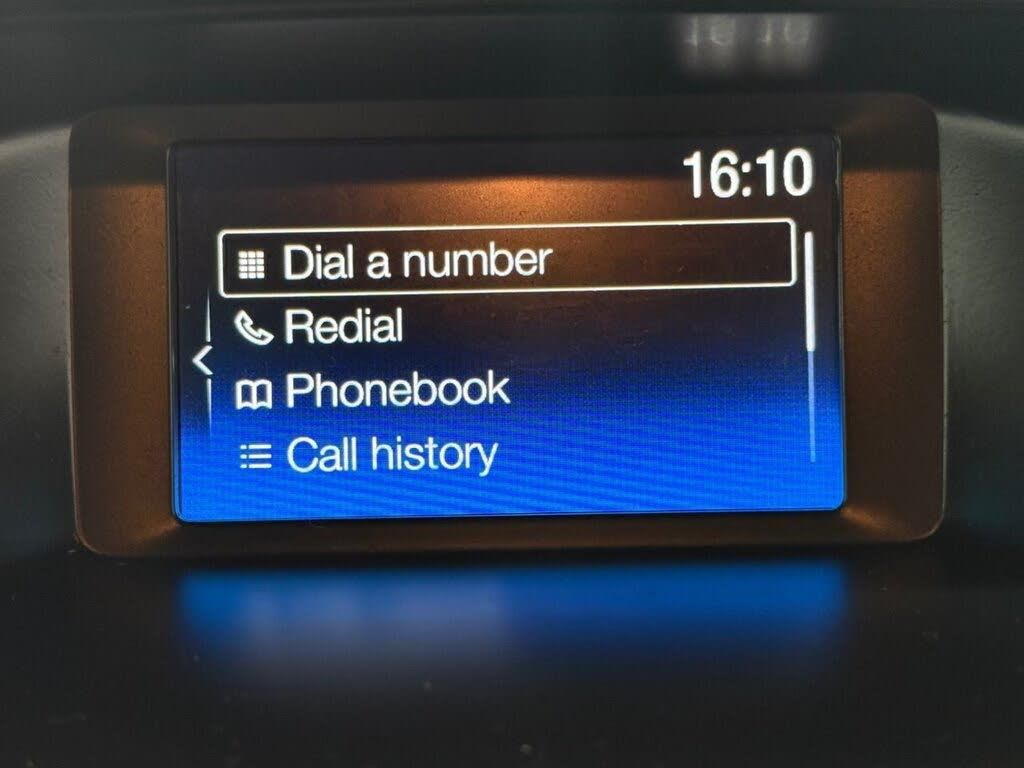 16:10
Dial a number
Redial
Phonebook
Call history